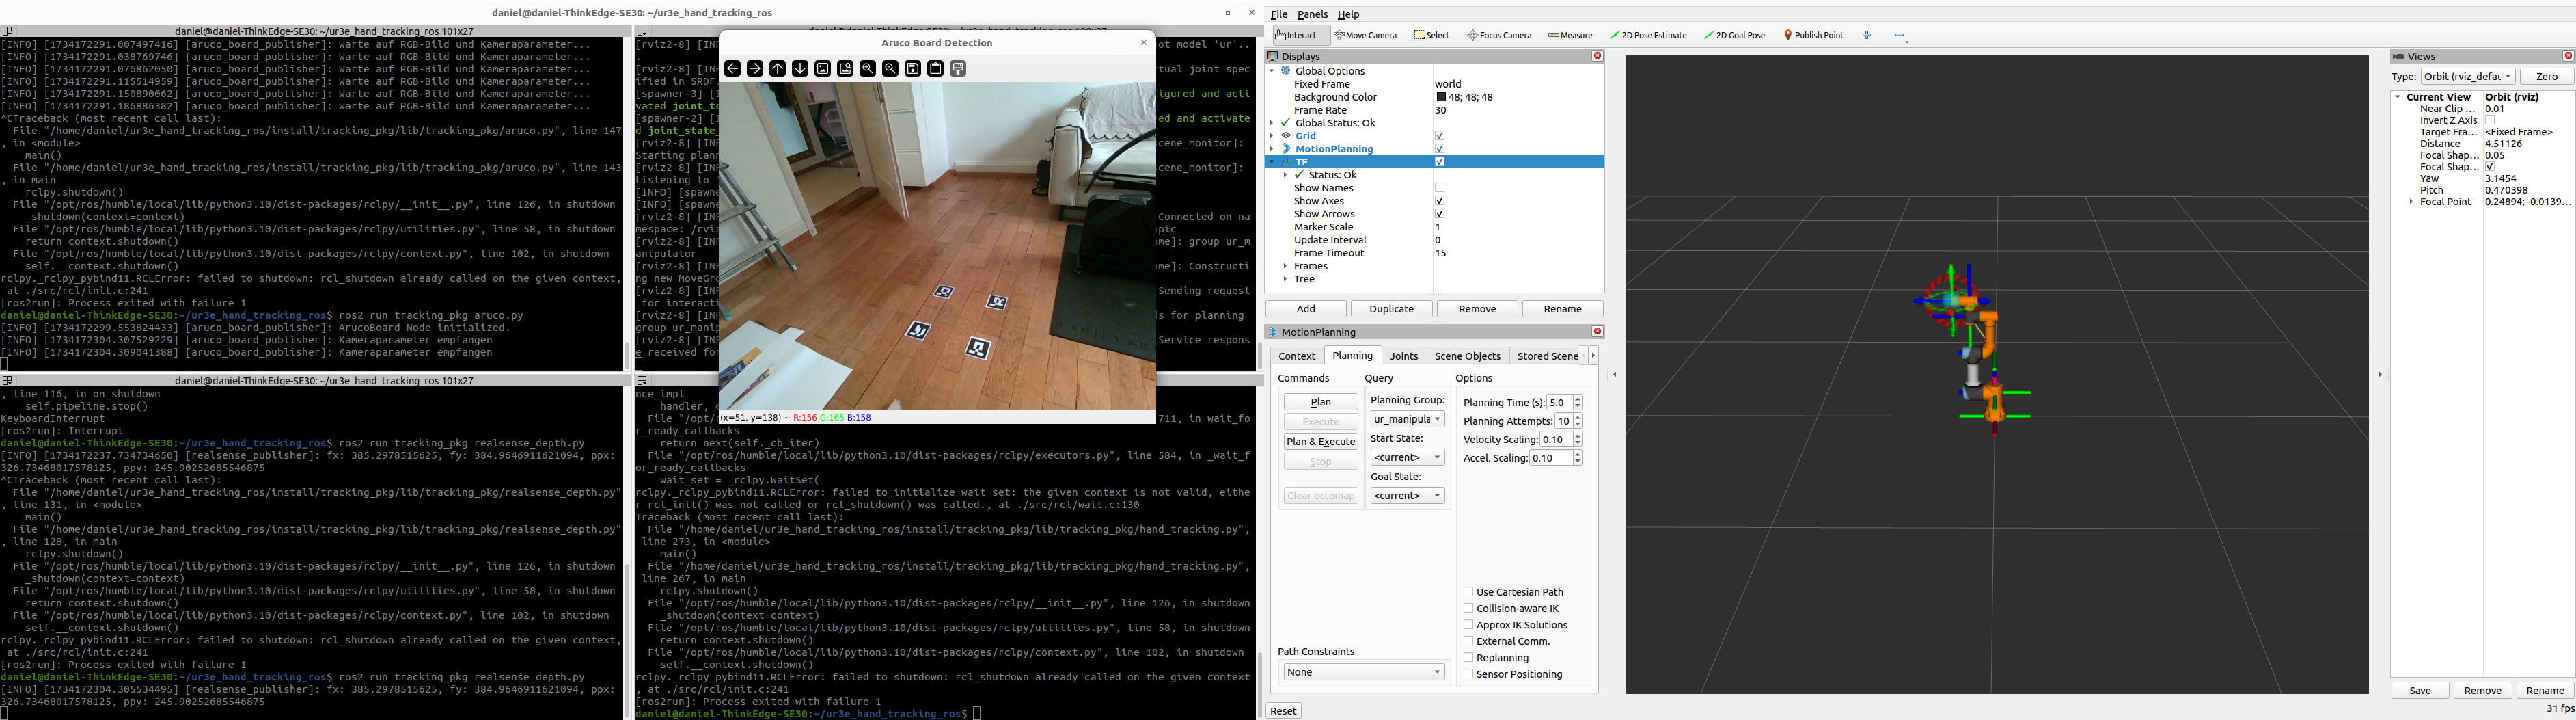 daniel@daniel-ThinkEdge-SE30: ~/ur3e_hand_tracking_ros
daniel@daniel-ThinkEdge-SE30: ~/ur3e_hand_tracking_ros 101x27
[INFO] [1734172291.007497416] [aruco_board_publisher]: Warte auf RGB-Bild und Kameraparameter...
[INFO] [1734172291.038769746] [aruco_board_publisher]: Warte auf RGB-Bild und Kameraparameter...
[INFO] [1734172291.076862050] [aruco_board_publisher]: Warte auf RGB-Bild und Kameraparameter...
[INFO] [1734172291.115514959] [aruco_board_publisher]: Warte auf RGB-Bild und Kameraparameter...
[INFO] [1734172291.150890062] [aruco_board_publisher]: Warte auf RGB-Bild und Kameraparameter...
[INFO] [1734172291.186886382] [aruco_board_publisher]: Warte auf RGB-Bild und Kameraparameter...
^CTraceback (most recent call last):
File "/home/daniel/ur3e_hand_tracking_ros/install/tracking_pkg/lib/tracking_pkg/aruco.py", line 147
, in <module>
main()
File "/home/daniel/ur3e_hand_tracking_ros/install/tracking_pkg/lib/tracking_pkg/aruco.py", line 143
, in main
rclpy.shutdown()
File "/opt/ros/humble/local/lib/python3.10/dist-packages/rclpy/__init__.py", line 126, in shutdown
_shutdown(context=context)
File "/opt/ros/humble/local/lib/python3.10/dist-packages/rclpy/utilities.py", line 58, in shutdown
return context.shutdown()
File "/opt/ros/humble/local/lib/python3.10/dist-packages/rclpy/context.py", line 102, in shutdown
self.__context.shutdown()
rclpy._rclpy_pybind11.RCLError: failed to shutdown: rcl_shutdown already called on the given context,
at ./src/rcl/init.c:241
[ros2run]: Process exited with failure 1
daniel@daniel-ThinkEdge-SE30:~/ur3e_hand_tracking_ros$ ros2 run tracking_pkg aruco.py
[INFO] [1734172299.553824433] [aruco_board_publisher]: ArucoBoard Node initialized.
[INFO] [1734172304.307529229] [aruco_board_publisher]: Kameraparameter empfangen
[INFO] [1734172304.309041388] [aruco_board_publisher]: Kameraparameter empfangen
[rviz2-8] [INF
.
[rviz2-8] [INF
ified in SRDF
[spawner-3] [I
vated joint_tr
[spawner-2] [I
d joint_state_
[rviz2-8] [INF
Starting plann
[rviz2-8] [INF
Listening to '
[INFO] [spawne
[INFO] [spawne
[rviz2-8] [INF
mespace: /rviz
[rviz2-8] [INF
anipulator
[rviz2-8] [INF
ng new MoveGro
[rviz2-8] [INF
for interacti
[rviz2-8] [INF
group ur_mani
[rviz2-8] [INF
e received for
ot model 'ur'..
tual joint spec
igured and acti
ed and activate
cene_monitor]:
cene_monitor]:
Connected on na
pic
me]: group ur_m
me]: Constructi
Sending request
s for planning
Service respons
Aruco Board Detection
(x=51, y=138) ~ R:156 G:165 B:158
daniel@daniel-ThinkEdge-SE30: ~/ur3e_hand_tracking_ros 101x27
, line 116, in on_shutdown
self.pipeline.stop()
KeyboardInterrupt
[ros2run]: Interrupt
daniel@daniel-ThinkEdge-SE30:~/ur3e_hand_tracking_ros$ ros2 run tracking_pkg realsense_depth.py
[INFO] [1734172237.734734650] [realsense_publisher]: fx: 385.2978515625, fy: 384.9646911621094, ppx:
326.73468017578125, ppy: 245.90252685546875
^CTraceback (most recent call last):
File "/home/daniel/ur3e_hand_tracking_ros/install/tracking_pkg/lib/tracking_pkg/realsense_depth.py"
, line 131, in <module>
main()
File "/home/daniel/ur3e_hand_tracking_ros/install/tracking_pkg/lib/tracking_pkg/realsense_depth.py"
, line 128, in main
rclpy.shutdown()
File "/opt/ros/humble/local/lib/python3.10/dist-packages/rclpy/__init__.py", line 126, in shutdown
_shutdown(context=context)
File "/opt/ros/humble/local/lib/python3.10/dist-packages/rclpy/utilities.py", line 58, in shutdown
return context.shutdown()
File "/opt/ros/humble/local/lib/python3.10/dist-packages/rclpy/context.py", line 102, in shutdown
self.__context.shutdown()
rclpy._rclpy_pybind11.RCLError: failed to shutdown: rcl_shutdown already called on the given context,
at ./src/rcl/init.c:241
[ros2run]: Process exited with failure 1
daniel@daniel-ThinkEdge-SE30:~/ur3e_hand_tracking_ros$ ros2 run tracking_pkg realsense_depth.py
[INFO] [1734172304.305534495] [realsense_publisher]: fx: 385.2978515625, fy: 384.9646911621094, ppx:
326.73468017578125, ppy: 245.90252685546875
nce_impl
handler, e
File "/opt/r
711, in wait_fo
r_ready_callbacks
return next(self._cb_iter)
File "/opt/ros/humble/local/lib/python3.10/dist-packages/rclpy/executors.py", line 584, in _wait_f
or_ready_callbacks
wait_set = _rclpy.WaitSet(
rclpy._rclpy_pybind11.RCLError: failed to initialize wait set: the given context is not valid, eithe
r rcl_init() was not called or rcl_shutdown() was called., at ./src/rcl/wait.c:130
Traceback (most recent call last):
File "/home/daniel/ur3e_hand_tracking_ros/install/tracking_pkg/lib/tracking_pkg/hand_tracking.py",
line 273, in <module>
main()
File "/home/daniel/ur3e_hand_tracking_ros/install/tracking_pkg/lib/tracking_pkg/hand_tracking.py",
line 267, in main
rclpy.shutdown()
File "/opt/ros/humble/local/lib/python3.10/dist-packages/rclpy/__init__.py", line 126, in shutdown
_shutdown(context=context)
File "/opt/ros/humble/local/lib/python3.10/dist-packages/rclpy/utilities.py", line 58, in shutdown
return context.shutdown()
File "/opt/ros/humble/local/lib/python3.10/dist-packages/rclpy/context.py", line 102, in shutdown
self.__context.shutdown()
rclpy._rclpy_pybind11.RCLError: failed to shutdown: rcl_shutdown already called on the given context
, at ./src/rcl/init.c:241
[ros2run]: Process exited with failure 1
daniel@daniel-ThinkEdge-SE30:~/ur3e_hand_tracking_ros$
File Panels Help
Interact Move Camera Select Focus Camera Measure 2D Pose Estimate 2D Goal Pose Publish Point
Displays
Global Options
Fixed Frame world
Background Color 48; 48; 48
Frame Rate 30
Global Status: Ok
Grid
MotionPlanning
TF
Status: Ok
Show Names
Show Axes
Show Arrows
Marker Scale 1
Update Interval 0
Frame Timeout 15
Frames
Tree
Add Duplicate Remove Rename
MotionPlanning
Context Planning Joints Scene Objects Stored Scene
Commands Query Options
Plan
Execute
Plan & Execute
Stop
Clear octomap
Planning Group:
ur_manipula
Start State:
<current>
Goal State:
<current>
Planning Time (s): 5.0
Planning Attempts: 10
Velocity Scaling: 0.10
Accel. Scaling: 0.10
Use Cartesian Path
Collision-aware IK
Approx IK Solutions
External Comm.
Replanning
Sensor Positioning
Path Constraints
None
Reset
Views
Type: Orbit (rviz_defau Zero
Current View Orbit (rviz)
Near Clip ... 0.01
Invert Z Axis
Target Fra... <Fixed Frame>
Distance 4.51126
Focal Shap... 0.05
Focal Shap...
Yaw 3.1454
Pitch 0.470398
Focal Point 0.24894; -0.0139...
Save Remove Rename
31 fps